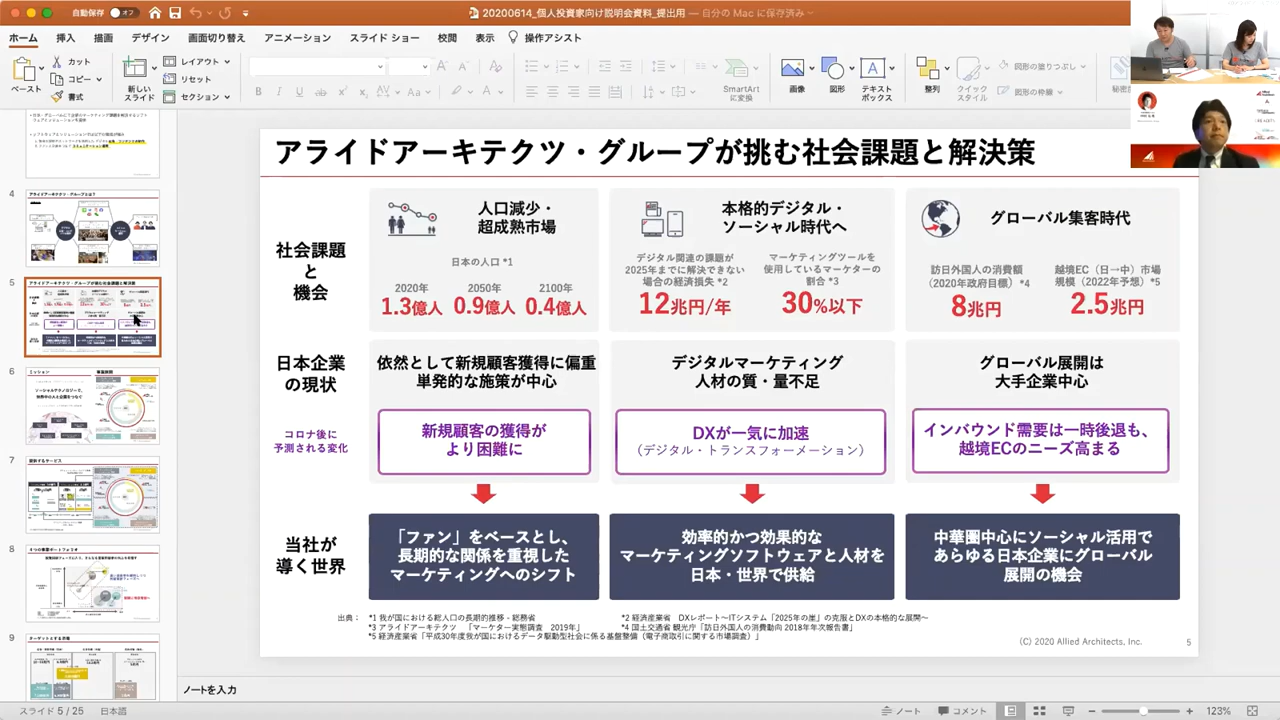 自動保存 オフ
20200614_個人投資家向け説明会資料_提出用 — 自分の Mac に保存済み
ホーム 挿入 描画 デザイン 画面切り替え アニメーション スライド ショー 校閲 表示 操作アシスト
ペースト
カット
コピー
書式
新しい
スライド
レイアウト
リセット
セクション
SmartArt
に変換
画像
図形
テキスト
ボックス
整列
図形の塗りつぶし
図形の枠線
4
5
6
7
8
9
アライドアーキテクツ・グループが挑む社会課題と解決策
社会課題
と
機会
人口減少・
超成熟市場
日本の人口 *1
2020年 2050年 2100年
1.3億人
本格的デジタル・
ソーシャル時代へ
デジタル関連の課題が
2025年までに解決できない
場合の経済損失 *2
12兆円/年
マーケティングツールを
使用しているマーケターの
割合 *3
30%以下
グローバル集客時代
訪日外国人の消費額
（2020年政府目標）*4
8兆円
越境EC（日→中）市場
規模（2022年予想）*5
2.5兆円
日本企業
の現状
依然として新規顧客獲得に偏重
単発的な施策が中心
デジタルマーケティング
人材の質・量不足
グローバル展開は
大手企業中心
コロナ後に
予測される変化
新規顧客の獲得が
より困難に
DXが一気に加速
（デジタル・トランスフォーメーション）
インバウンド需要は一時後退も、
越境ECのニーズ高まる
当社が
導く世界
「ファン」をベースとし、
長期的な関係を重視した
マーケティングへのシフト
効率的かつ効果的な
日本・世界で供給
中華圏中心にソーシャル活用で
あらゆる日本企業にグローバル
展開の機会
出典： *1 我が国における総人口の長期的推移・総務省 *2 経済産業省 DXレポート～ITシステム「2025年の崖」の克服とDXの本格的な展開～
*3 アライドアーキテクツ 「マーケター実態調査 2019年」 *4 国土交通省 観光庁「訪日外国人の消費動向 2018年年次報告書」
*5 経済産業省「平成30年度我が国におけるデータ駆動型社会に係る基盤整備（電子商取引に関する市場調査）」
(C) 2020 Allied Architects, Inc. 5
ノートを入力
スライド 5 / 25 日本語 ノート コメント 123%